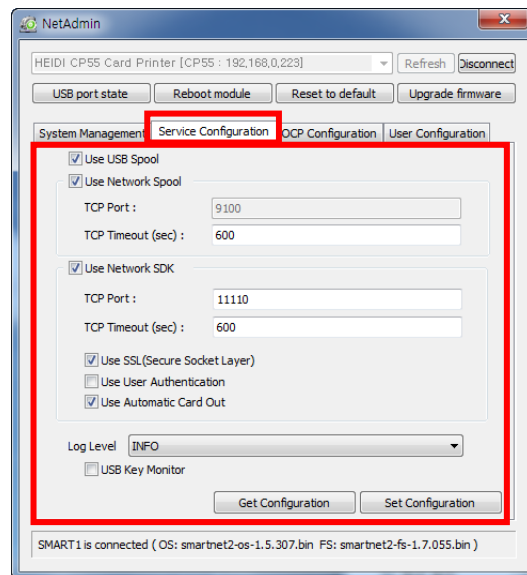 NetAdmin
HEIDI CP55 Card Printer [CP55 : 192,168,0,223] Refresh Disconnect
USB port state Reboot module Reset to default Upgrade firmware
System Management Service Configuration OCP Configuration User Configuration
Use USB Spool
Use Network Spool
TCP Port : 9100
TCP Timeout (sec) : 600
Use Network SDK
TCP Port : 11110
TCP Timeout (sec) : 600
Use SSL(Secure Socket Layer)
Use User Authentication
Use Automatic Card Out
Log Level INFO
USB Key Monitor
Get Configuration Set Configuration
SMART1 is connected ( OS: smartnet2-os-1.5.307.bin FS: smartnet2-fs-1.7.055.bin )